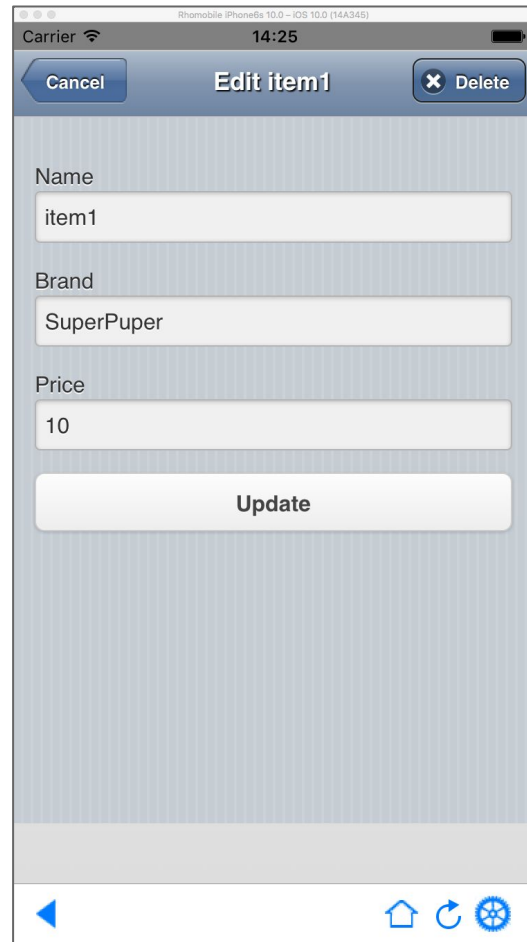 Rhomobile iPhone6s 10.0 – iOS 10.0 (14A345)
Carrier 14:25
Cancel Edit item1 Delete
Name
item1
Brand
SuperPuper
Price
10
Update